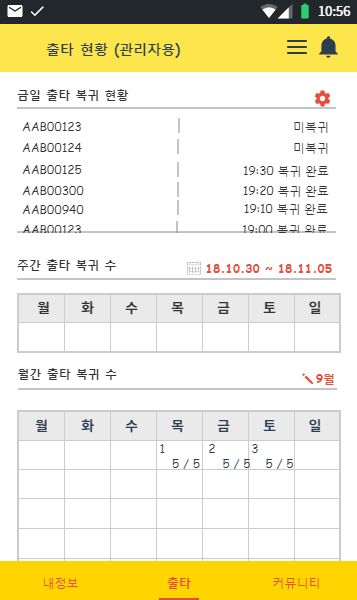 10:56
출타 현황 (관리자용)
금일 출타 복귀 현황
AAB00123 미복귀
AAB00124 미복귀
AAB00125 19:30 복귀 완료
AAB00300 19:20 복귀 완료
AAB00940 19:10 복귀 완료
AAB00123 19:00 복귀 완료
주간 출타 복귀 수 18.10.30 ~ 18.11.05
월 화 수 목 금 토 일
월간 출타 복귀 수 9월
월 화 수 목 금 토 일
1 2 3
5 / 5 5 / 5 5 / 5
내정보 출타 커뮤니티